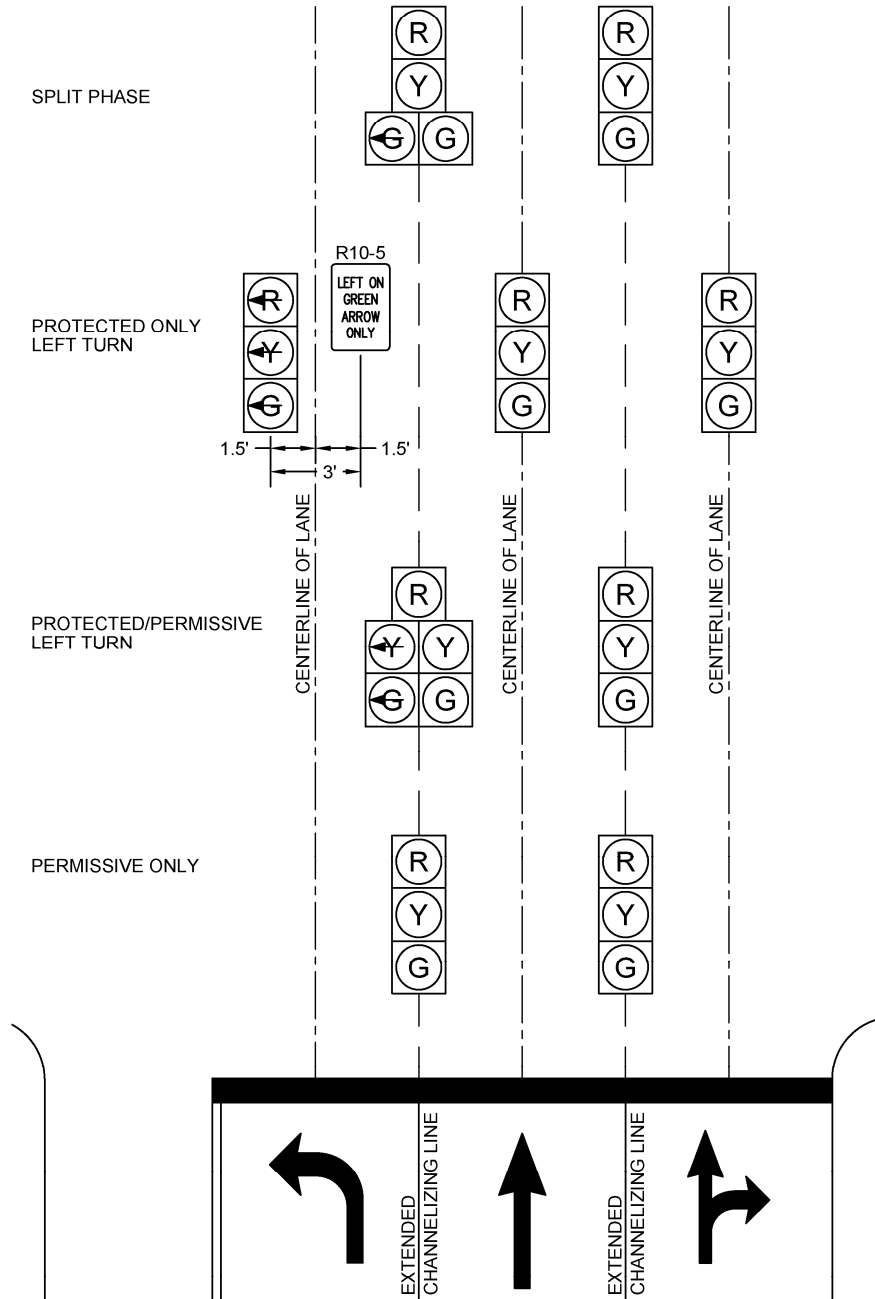 R
R
SPLIT PHASE
Y
Y
G G
G
R10-5
LEFT ON
GREEN
ARROW
ONLY
R
R
R
PROTECTED ONLY
LEFT TURN
Y
Y
Y
G
G
G
1.5' 1.5'
3'
CENTERLINE OF LANE
CENTERLINE OF LANE
CENTERLINE OF LANE
R
R
PROTECTED/PERMISSIVE
LEFT TURN
Y Y
Y
G G
G
PERMISSIVE ONLY
R
R
Y
Y
G
G
EXTENDED
CHANNELIZING LINE
EXTENDED
CHANNELIZING LINE